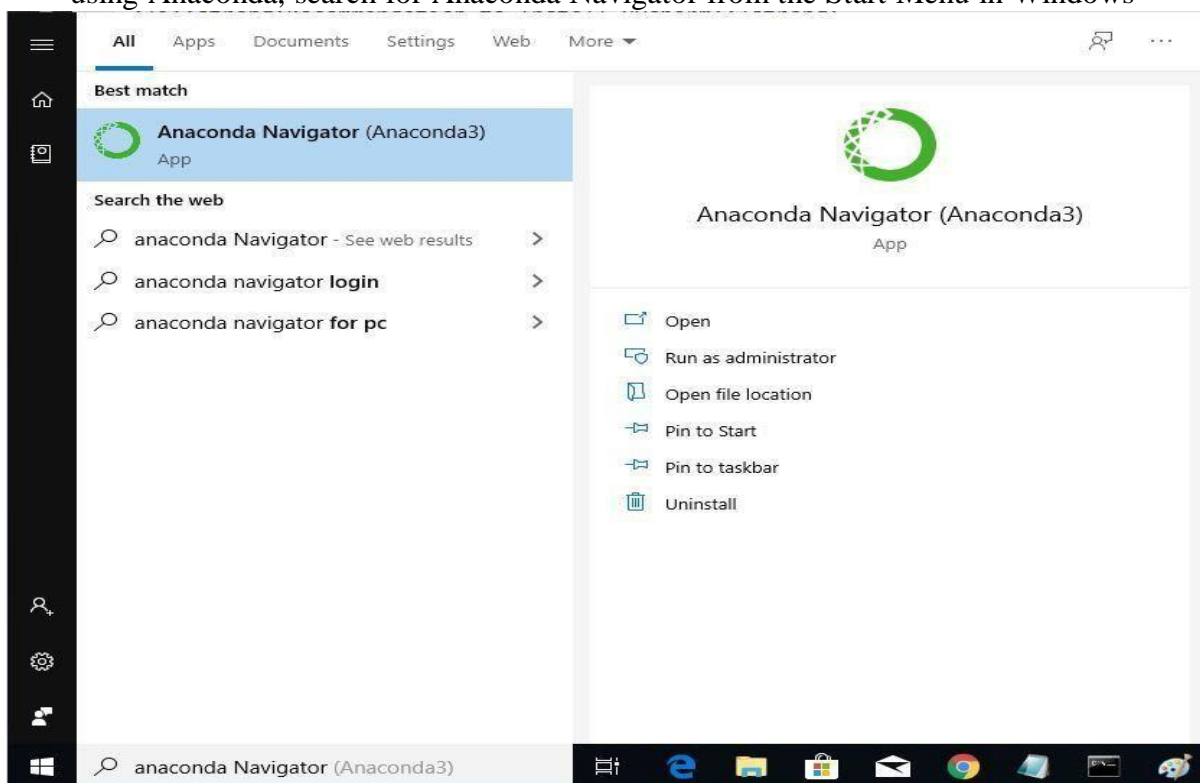 using Anaconda, search for Anaconda Navigator from the Start Menu in Windows
All Apps Documents Settings Web More
Best match
Anaconda Navigator (Anaconda3)
App
Search the web
anaconda Navigator - See web results
anaconda navigator login
anaconda navigator for pc
Anaconda Navigator (Anaconda3)
App
Open
Run as administrator
Open file location
Pin to Start
Pin to taskbar
Uninstall
anaconda Navigator (Anaconda3)